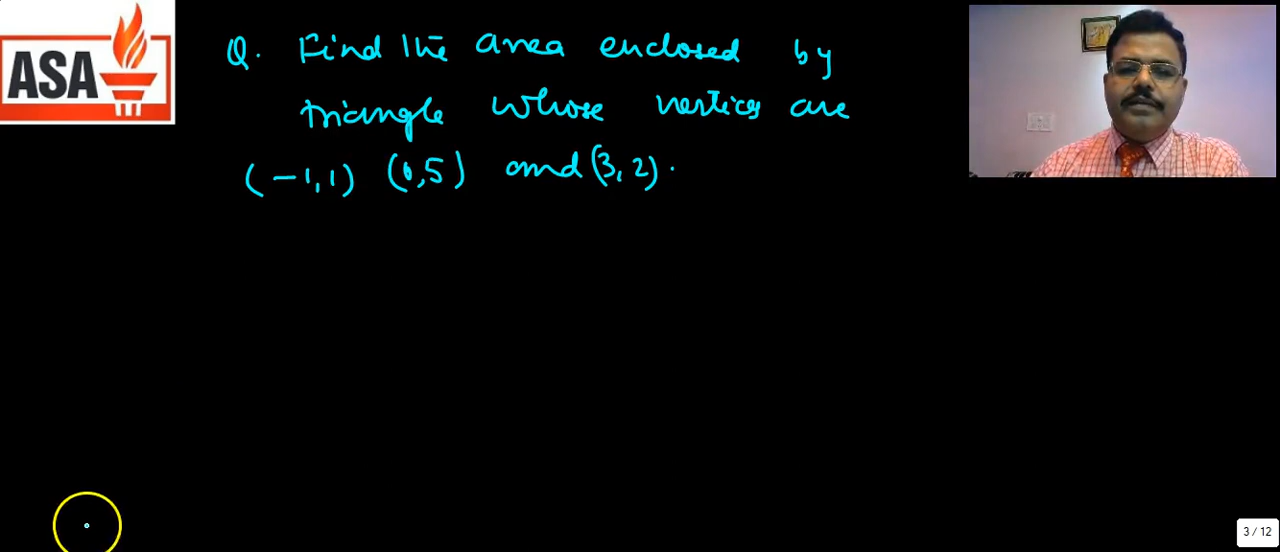 ASA
Q. Find the area enclosed by
triangle whose vertices are
(-1,1) (0,5) and (3,2).
3 / 12